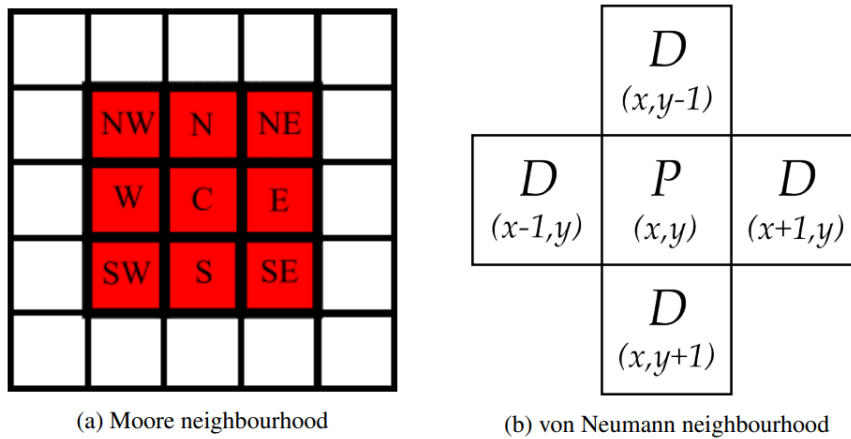 NW N NE
W C E
SW S SE
(a) Moore neighbourhood
D
(x,y-1)
D P D
(x-1,y) (x,y) (x+1,y)
D
(x,y+1)
(b) von Neumann neighbourhood